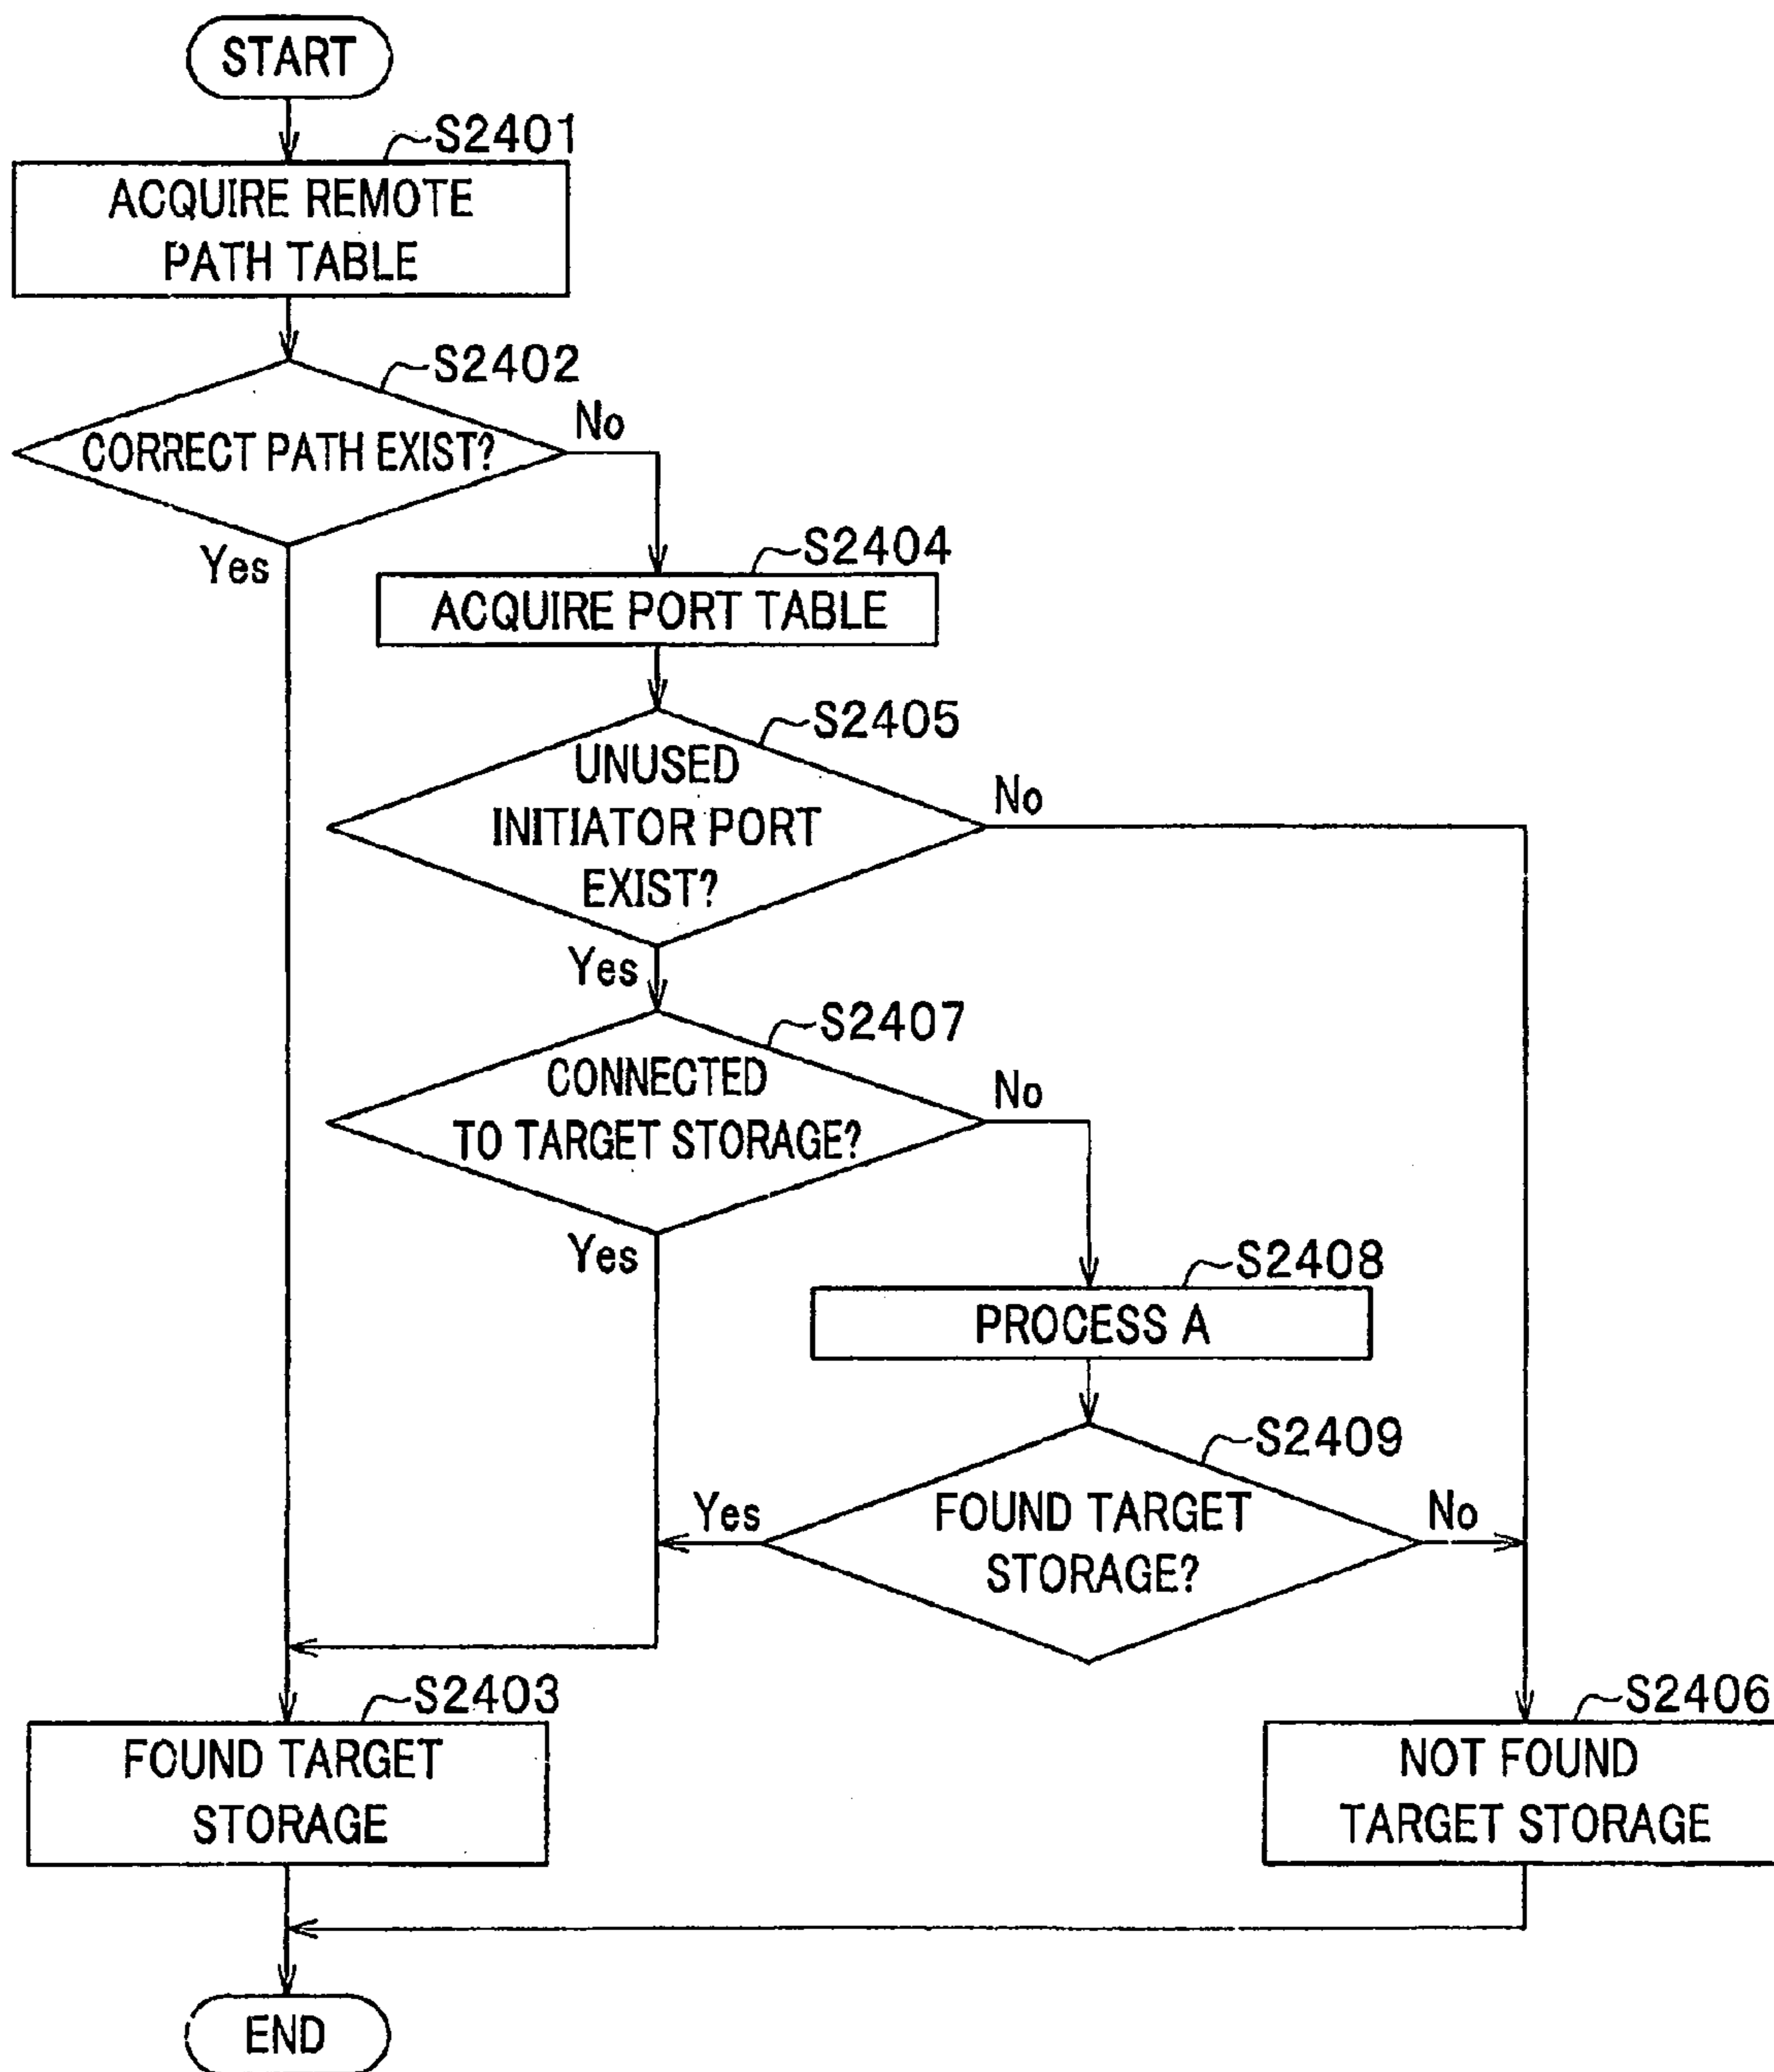 START
S2401
ACQUIRE REMOTE
PATH TABLE
S2402
CORRECT PATH EXIST?
No
Yes
S2404
ACQUIRE PORT TABLE
S2405
UNUSED
INITIATOR PORT
EXIST?
No
Yes
S2407
CONNECTED
TO TARGET STORAGE?
No
Yes
S2408
PROCESS A
S2409
FOUND TARGET
STORAGE?
Yes
No
S2403
FOUND TARGET
STORAGE
S2406
NOT FOUND
TARGET STORAGE
END